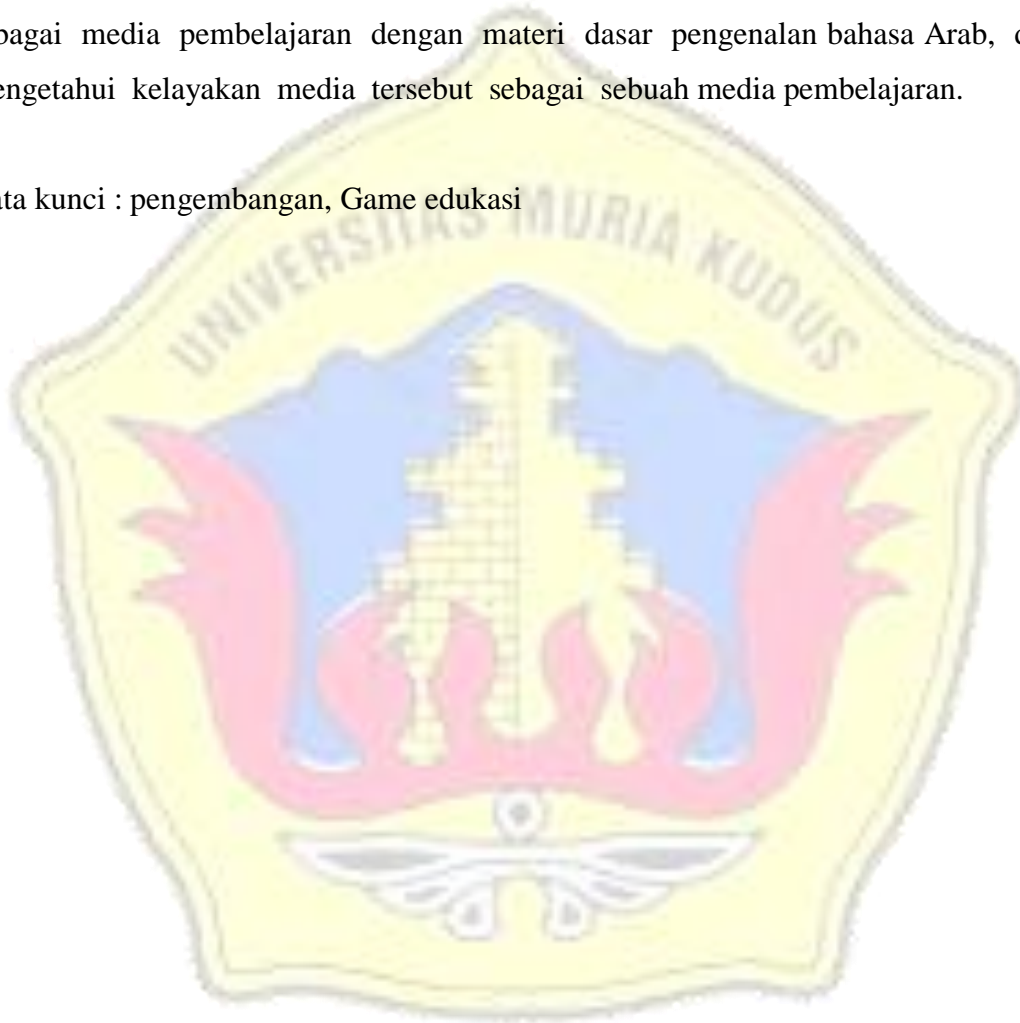 bagai media pembelajaran dengan materi dasar pengenalan bahasa Arab,
engetahui kelayakan media tersebut sebagai sebuah media pembelajaran.
ata kunci : pengembangan, Game edukasi
UNIVERSITAS MURIA KUDUS